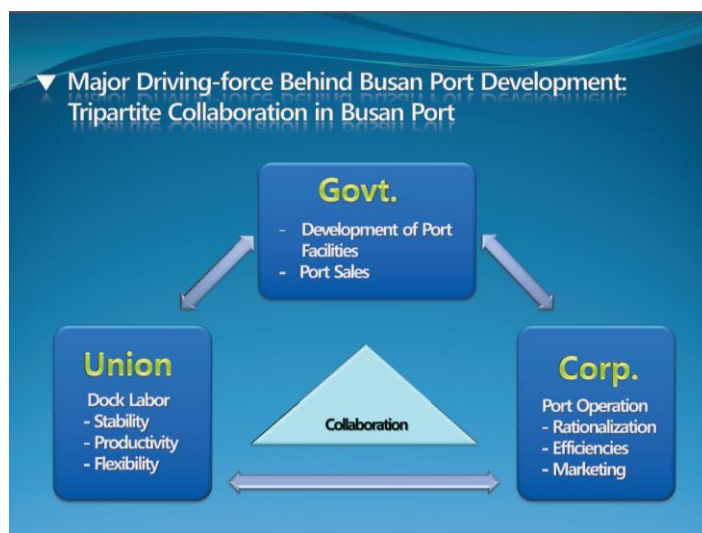 ▼ Major Driving-force Behind Busan Port Development:
Tripartite Collaboration in Busan Port
Govt.
- Development of Port
Facilities
- Port Sales
Union
Dock Labor
- Stability
- Productivity
- Flexibility
Collaboration
Corp.
Port Operation
- Rationalization
- Efficiencies
- Marketing